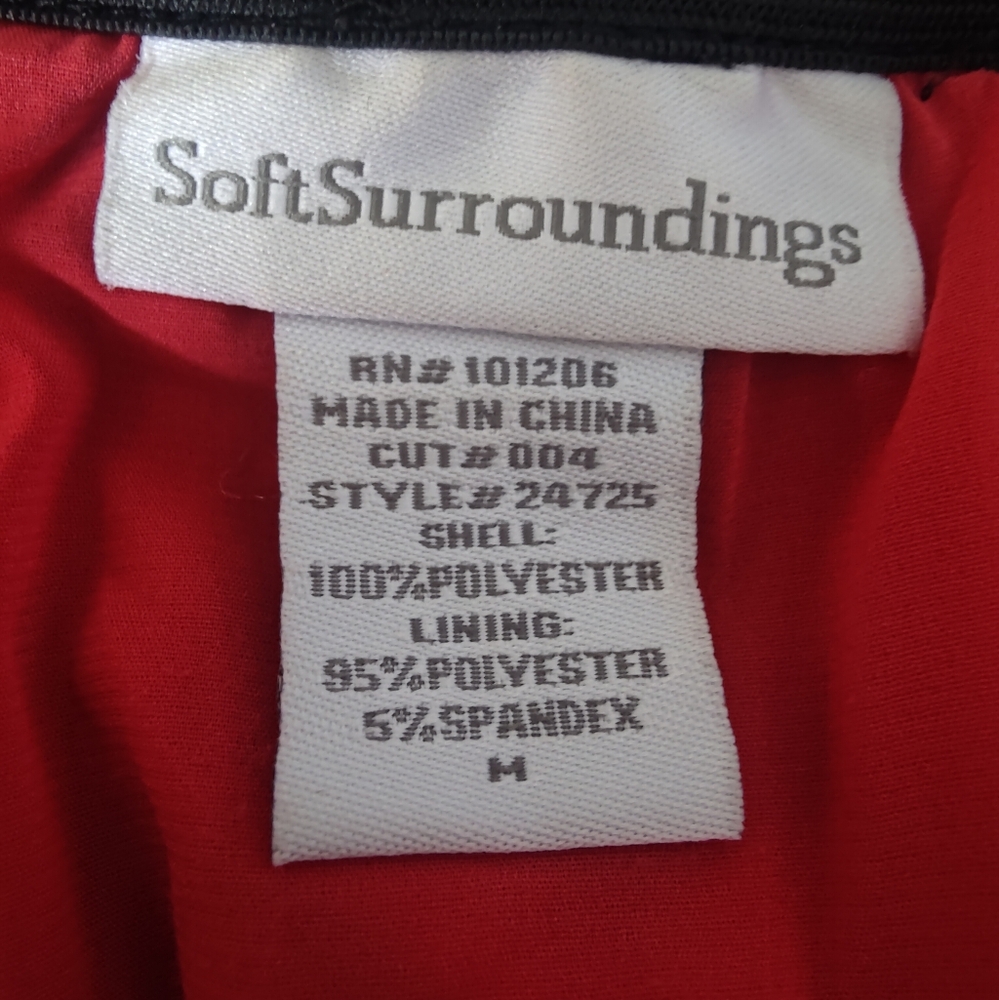 SoftSurroundings
RN# 101206
MADE IN CHINA
CUT# 004
STYLE# 24725
SHELL:
100%POLYESTER
LINING:
95%POLYESTER
5%SPANDEX
M